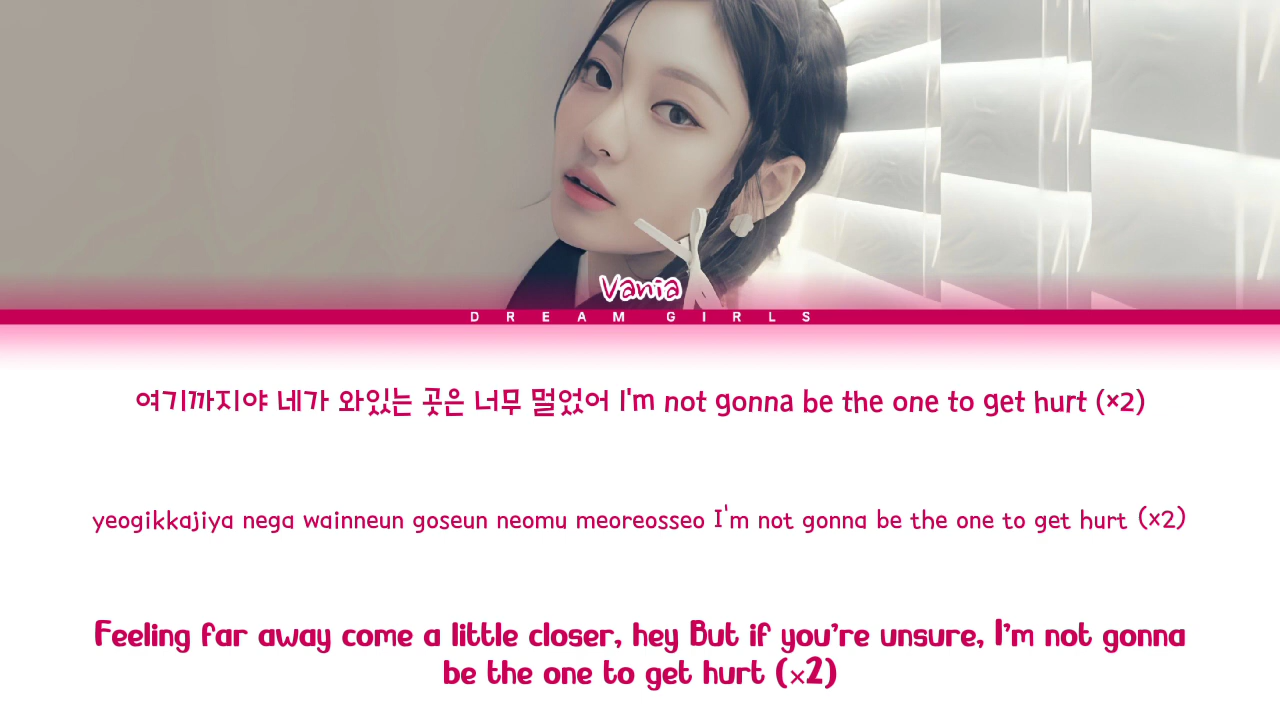 Vania
DREAM GIRLS
여기까지야 네가 와있는 곳은 너무 멀었어 I'm not gonna be the one to get hurt (×2)
yeogikkajiya nega wainneun goseun neomu meoreosseo I'm not gonna be the one to get hurt (×2)
Feeling far away come a little closer, hey But if you're unsure, I'm not gonna
be the one to get hurt (×2)